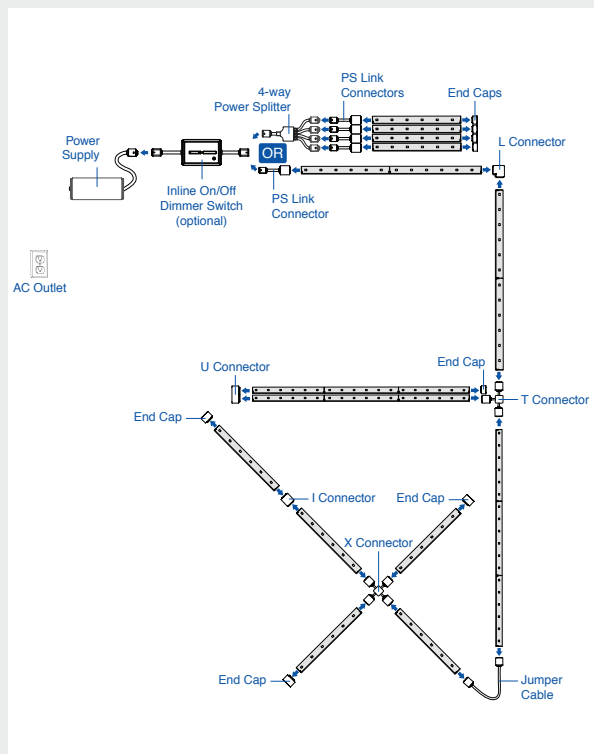 4-way
Power Splitter
PS Link
Connectors
End Caps
Power
Supply
L Connector
OR
Inline On/Off
Dimmer Switch
(optional)
PS Link
Connector
AC Outlet
U Connector
End Cap
T Connector
End Cap
I Connector
End Cap
X Connector
End Cap
Jumper
Cable